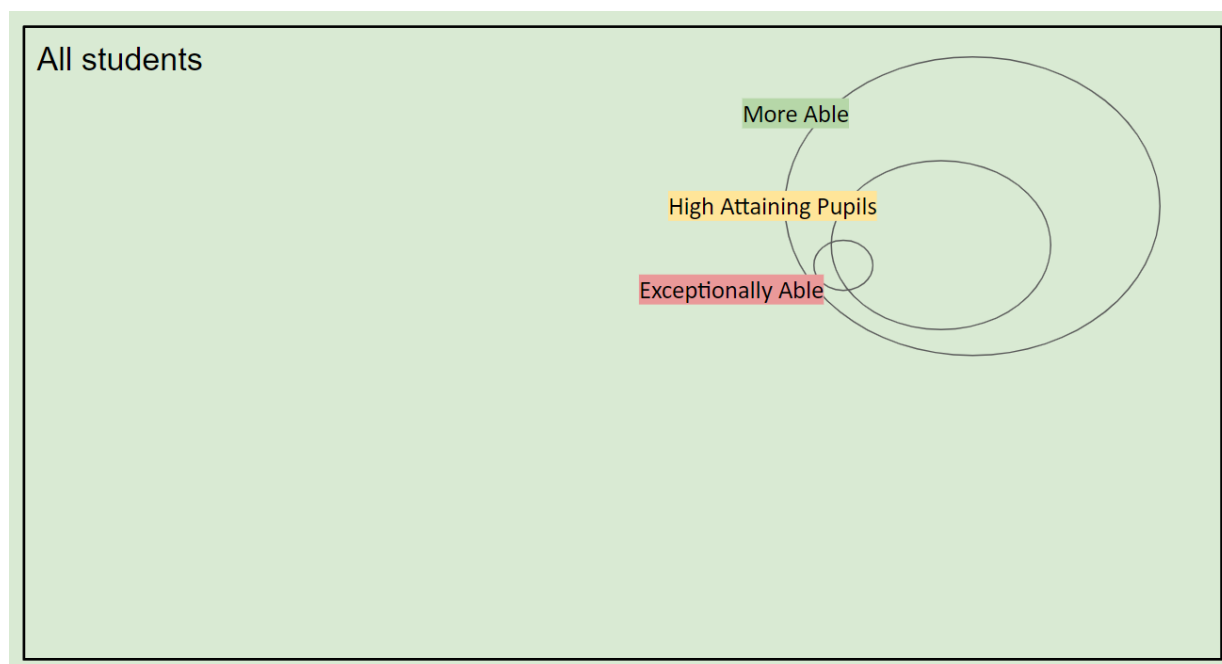 All students
More Able
High Attaining Pupils
Exceptionally Able